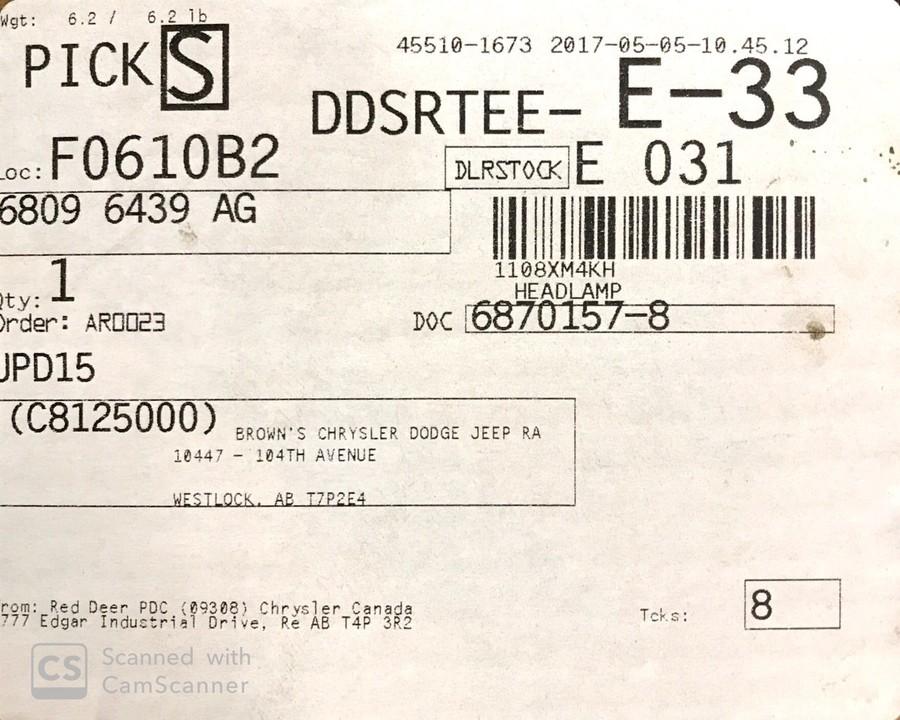 Wgt: 6.2 / 6.2 lb
45510-1673 2017-05-05-10.45.12
PICK S
DDSRTEE- E-33
Loc: F0610B2
DLRSTOCK E 031
6809 6439 AG
1108XM4KH
HEADLAMP
Qty: 1
Order: AR0023
DOC 6870157-8
JPD15
(C8125000)
BROWN'S CHRYSLER DODGE JEEP RA
10447 - 104TH AVENUE
WESTLOCK, AB T7P2E4
From: Red Deer PDC (09308) Chrysler Canada
777 Edgar Industrial Drive, Re AB T4P 3R2
Tcks: 8
CS Scanned with
CamScanner